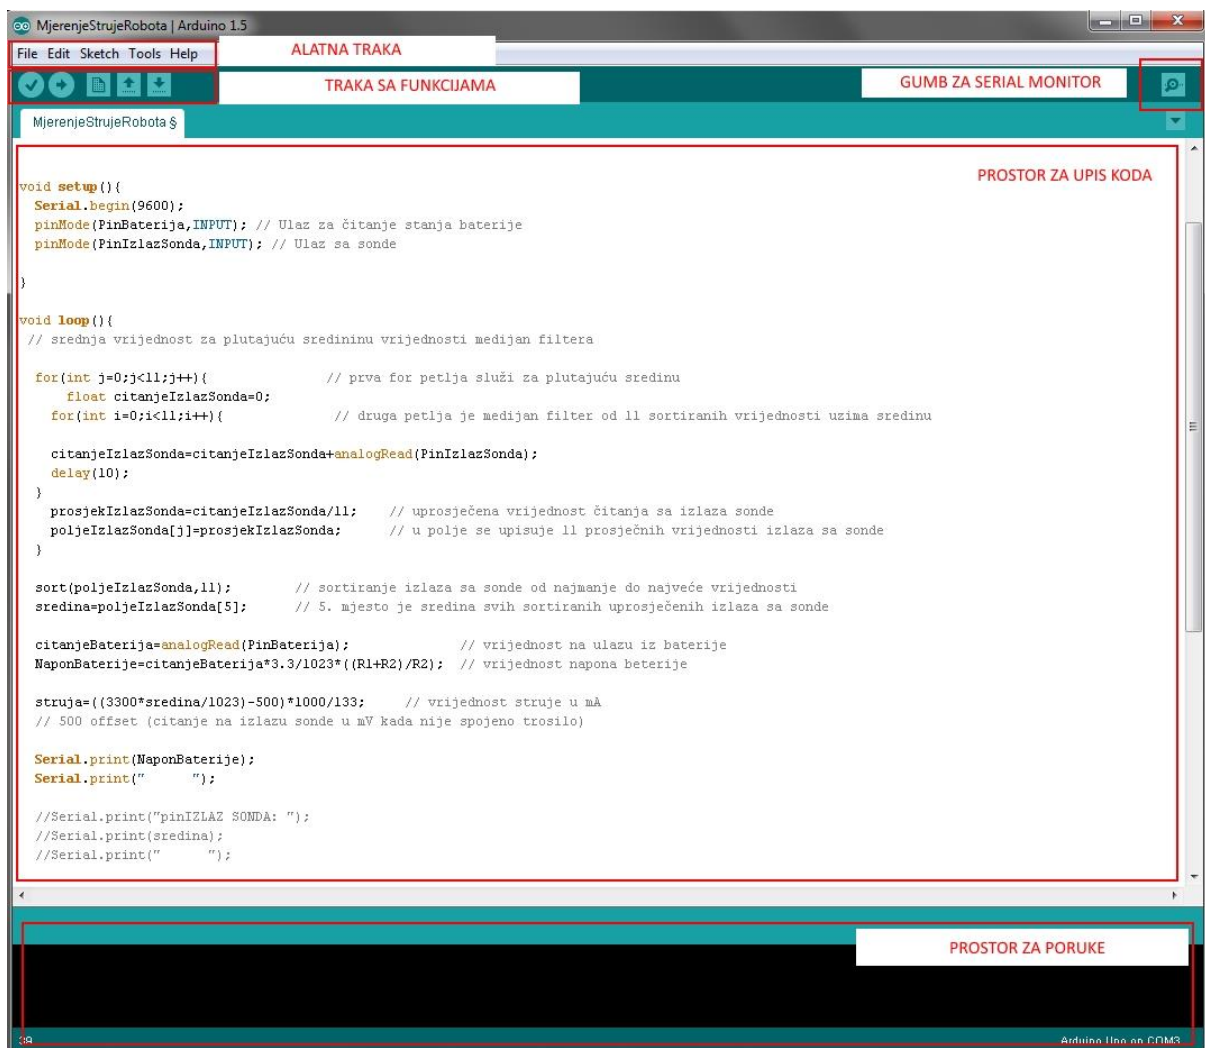 MjerenjeStrujeRobota | Arduino 1.5
File Edit Sketch Tools Help
ALATNA TRAKA
TRAKA SA FUNKCIJAMA
GUMB ZA SERIAL MONITOR
MjerenjeStrujeRobota §
PROSTOR ZA UPIS KODA
void setup(){
Serial.begin(9600);
pinMode(PinBaterija,INPUT); // Ulaz za čitanje stanja baterije
pinMode(PinIzlazSonda,INPUT); // Ulaz sa sonde
}
void loop(){
// srednja vrijednost za plutajuću sredininu vrijednosti medijan filtera
for(int j=0;j<11;j++){ // prva for petlja služi za plutajuću sredinu
float citanjeIzlazSonda=0;
for(int i=0;i<11;i++){ // druga petlja je medijan filter od 11 sortiranih vrijednosti uzima sredinu
citanjeIzlazSonda=citanjeIzlazSonda+analogRead(PinIzlazSonda);
delay(10);
}
prosjekIzlazSonda=citanjeIzlazSonda/11; // uprosječena vrijednost čitanja sa izlaza sonde
poljeIzlazSonda[j]=prosjekIzlazSonda; // u polje se upisuje 11 prosječnih vrijednosti izlaza sa sonde
}
sort(poljeIzlazSonda,11); // sortiranje izlaza sa sonde od najmanje do najveće vrijednosti
sredina=poljeIzlazSonda[5]; // 5. mjesto je sredina svih sortiranih uprosječenih izlaza sa sonde
citanjeBaterija=analogRead(PinBaterija); // vrijednost na ulazu iz baterije
NaponBaterije=citanjeBaterija*3.3/1023*((R1+R2)/R2); // vrijednost napona beterije
struja=((3300*sredina/1023)-500)*1000/133; // vrijednost struje u mA
// 500 offset (citanje na izlazu sonde u mV kada nije spojeno trosilo)
Serial.print(NaponBaterije);
Serial.print("      ");
//Serial.print("pinIZLAZ SONDA: ");
//Serial.print(sredina);
//Serial.print("      ");
PROSTOR ZA PORUKE
39
Arduino Uno on COM3